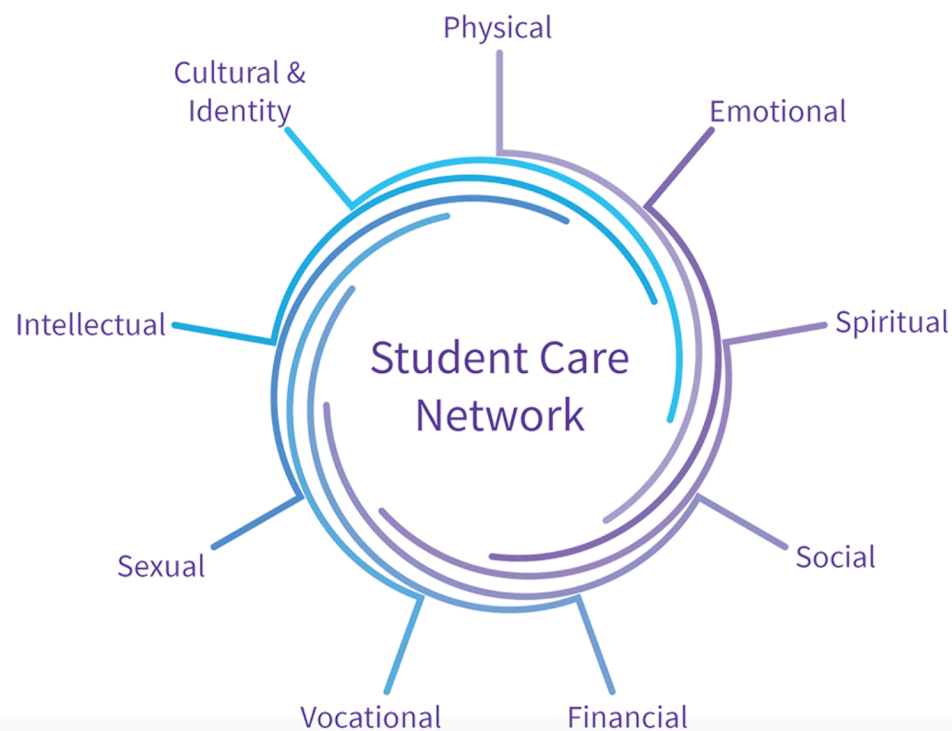 Physical
Cultural &
Identity
Emotional
Intellectual
Spiritual
Student Care
Network
Sexual
Social
Vocational
Financial